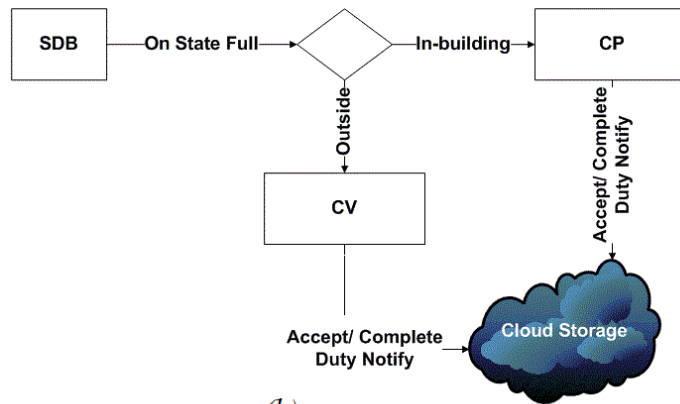 SDB
On State Full
In-building
CP
Outside
CV
Accept/ Complete
Duty Notify
Accept/ Complete
Duty Notify
Cloud Storage